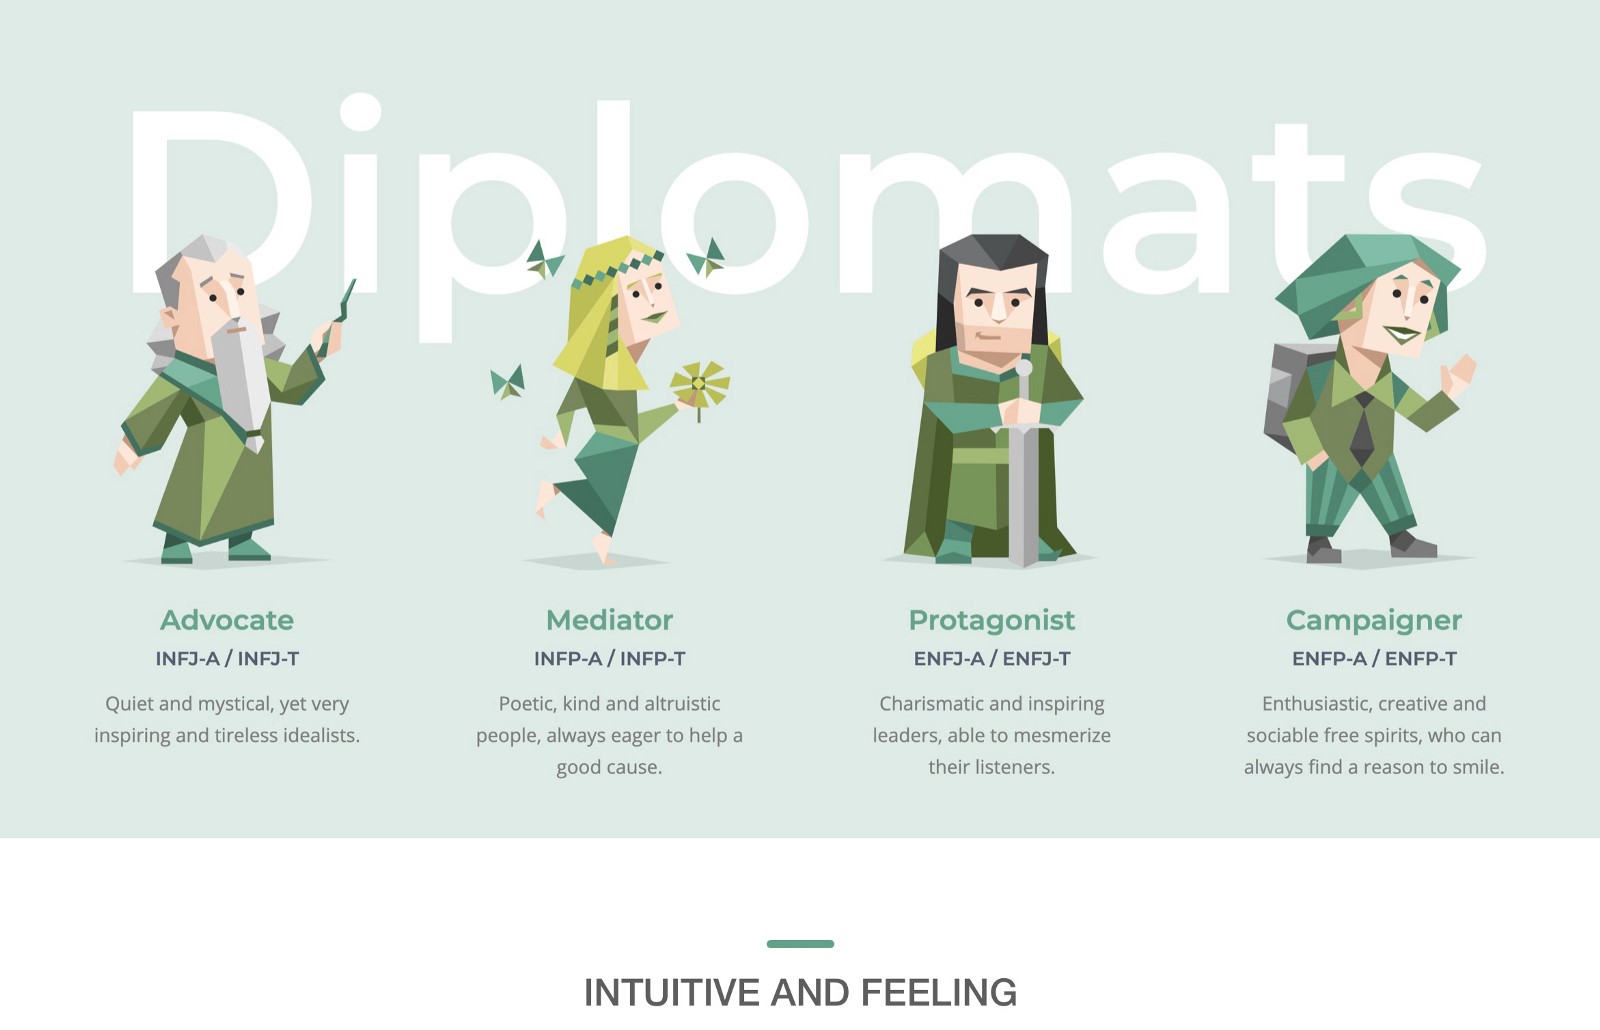 Diplomats
Advocate
INFJ-A / INFJ-T
Quiet and mystical, yet very
inspiring and tireless idealists.
Mediator
INFP-A / INFP-T
Poetic, kind and altruistic
people, always eager to help a
good cause.
Protagonist
ENFJ-A / ENFJ-T
Charismatic and inspiring
leaders, able to mesmerize
their listeners.
Campaigner
ENFP-A / ENFP-T
Enthusiastic, creative and
sociable free spirits, who can
always find a reason to smile.
INTUITIVE AND FEELING